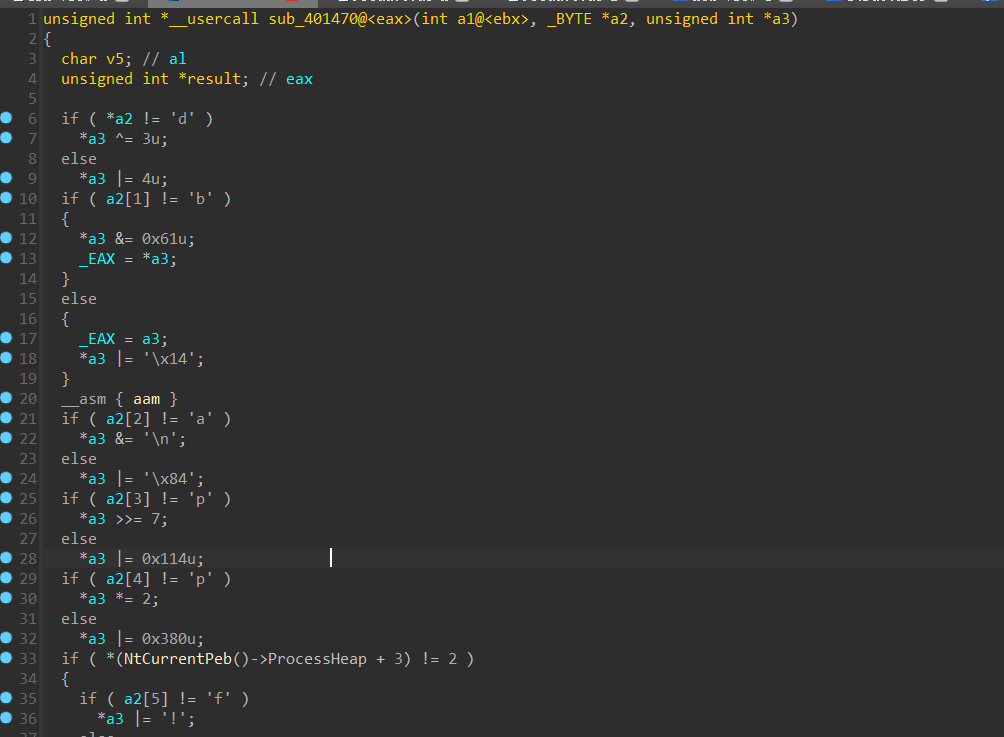 1 unsigned int *__usercall sub_401470@<eax>(int a1@<ebx>, _BYTE *a2, unsigned int *a3)
2 {
3 char v5; // al
4 unsigned int *result; // eax
5
6 if ( *a2 != 'd' )
7 *a3 ^= 3u;
8 else
9 *a3 |= 4u;
10 if ( a2[1] != 'b' )
11 {
12 *a3 &= 0x61u;
13 _EAX = *a3;
14 }
15 else
16 {
17 _EAX = a3;
18 *a3 |= '\x14';
19 }
20 __asm { aam }
21 if ( a2[2] != 'a' )
22 *a3 &= '\n';
23 else
24 *a3 |= '\x84';
25 if ( a2[3] != 'p' )
26 *a3 >>= 7;
27 else
28 *a3 |= 0x114u;
29 if ( a2[4] != 'p' )
30 *a3 *= 2;
31 else
32 *a3 |= 0x380u;
33 if ( *(NtCurrentPeb()->ProcessHeap + 3) != 2 )
34 {
35 if ( a2[5] != 'f' )
36 *a3 |= '!';